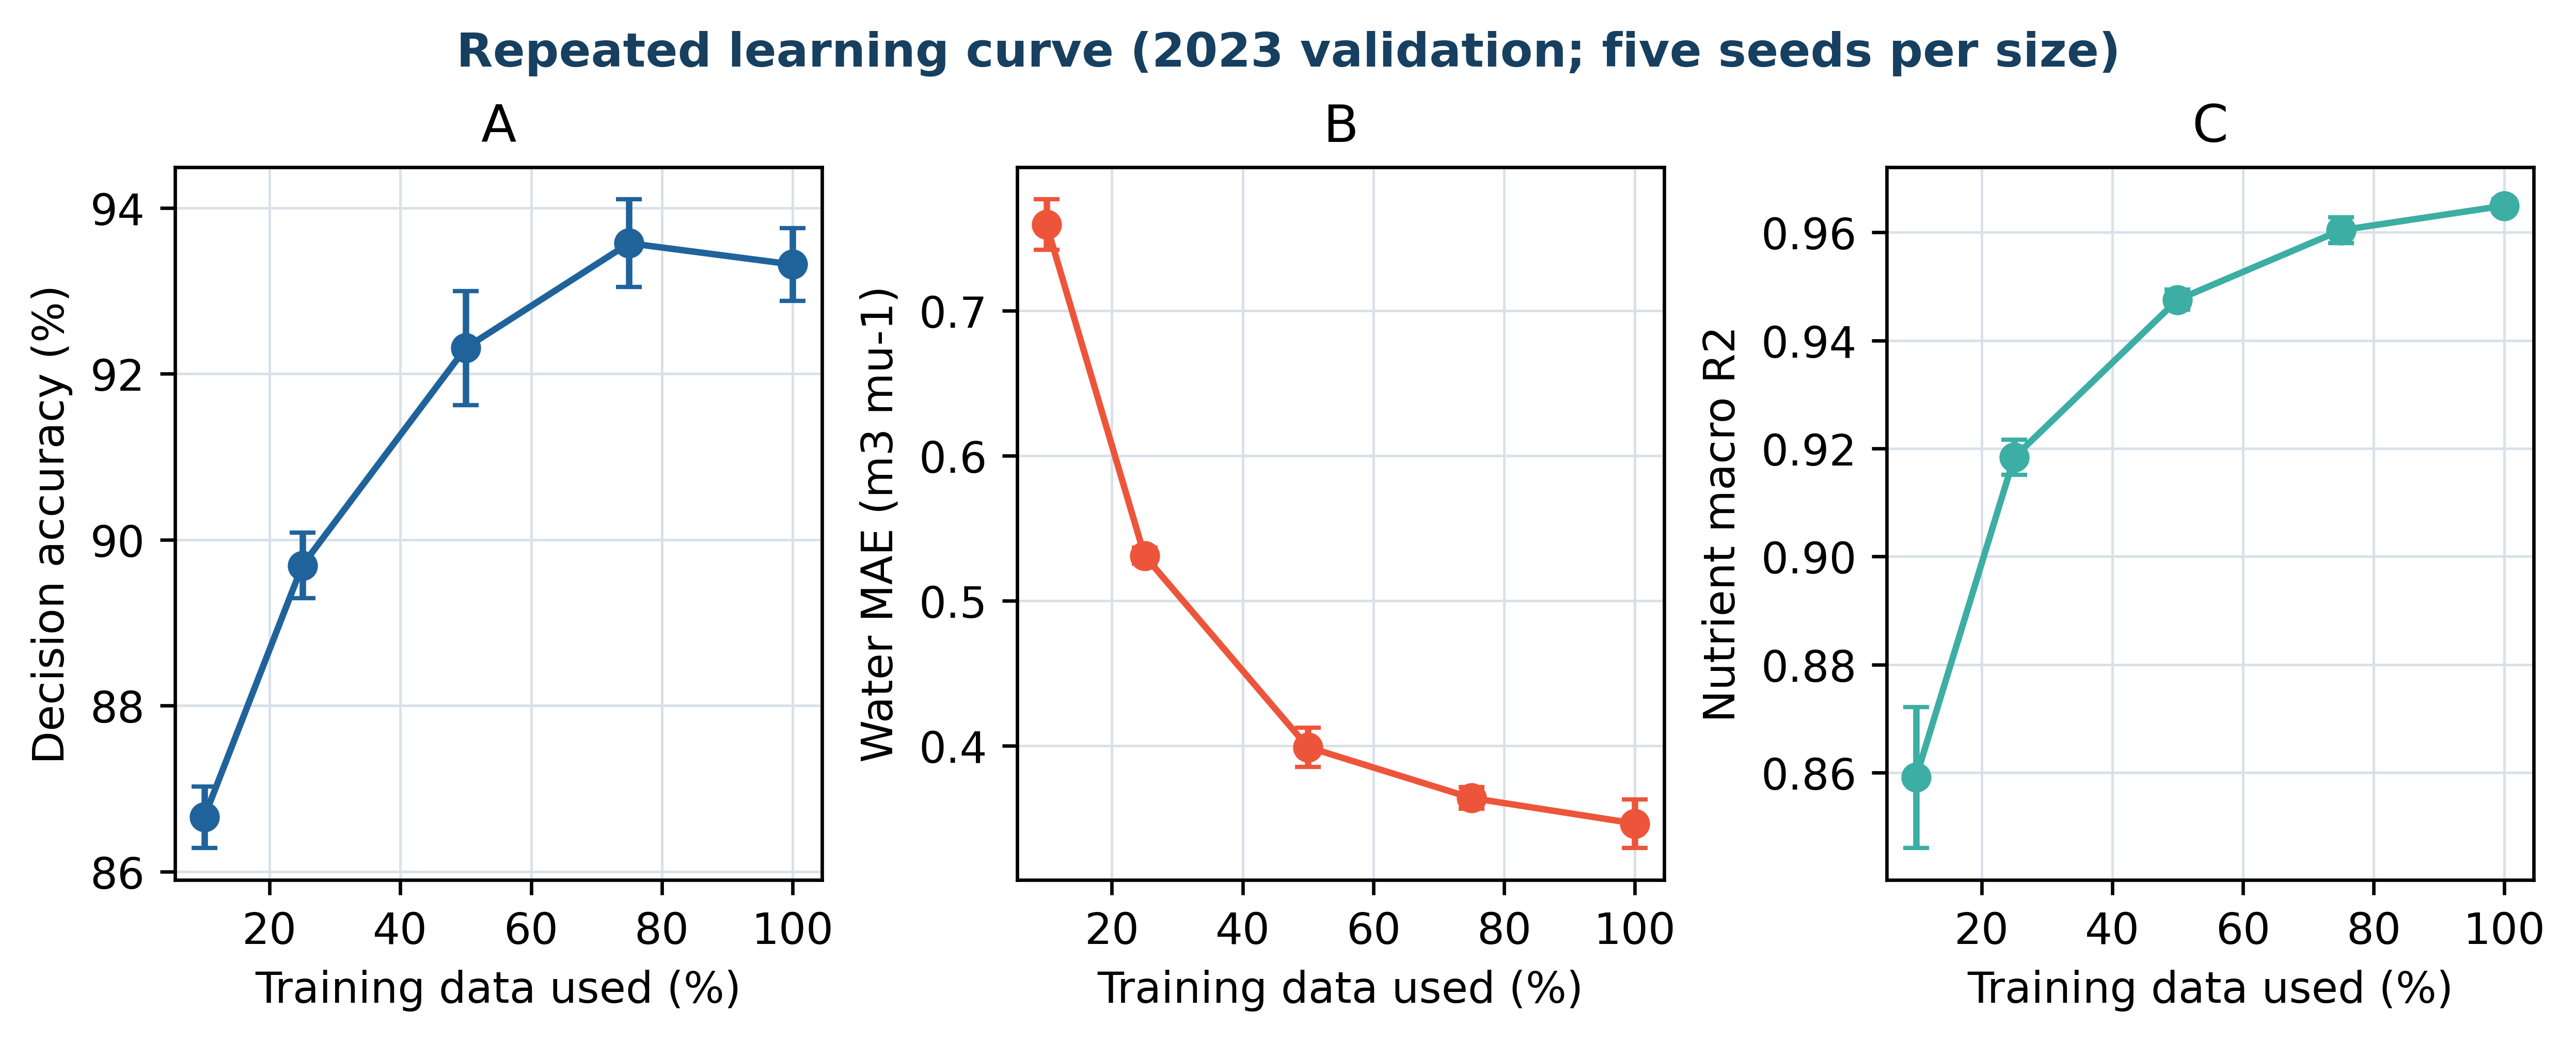 Repeated learning curve (2023 validation; five seeds per size)
A
Decision accuracy (%)
94
92
90
88
86
20 40 60 80 100
Training data used (%)
B
Water MAE (m3 mu-1)
0.7
0.6
0.5
0.4
20 40 60 80 100
Training data used (%)
C
Nutrient macro R2
0.96
0.94
0.92
0.90
0.88
0.86
20 40 60 80 100
Training data used (%)